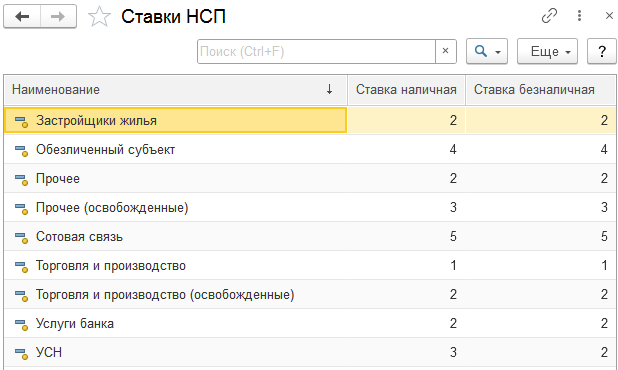 Ставки НСП
Поиск (Ctrl+F) × Еще ?
Наименование ↓ Ставка наличная Ставка безналичная
Застройщики жилья 2 2
Обезличенный субъект 4 4
Прочее 2 2
Прочее (освобожденные) 3 3
Сотовая связь 5 5
Торговля и производство 1 1
Торговля и производство (освобожденные) 2 2
Услуги банка 2 2
УСН 3 2